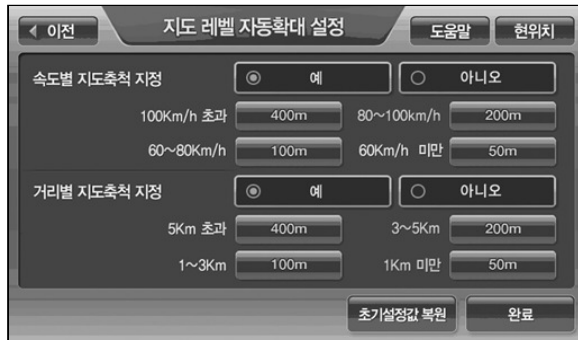 이전 지도 레벨 자동확대 설정 도움말 현위치
속도별 지도축척 지정 예 아니오
100Km/h 초과 400m 80~100km/h 200m
60~80Km/h 100m 60Km/h 미만 50m
거리별 지도축척 지정 예 아니오
5Km 초과 400m 3~5Km 200m
1~3Km 100m 1Km 미만 50m
초기설정값 복원 완료